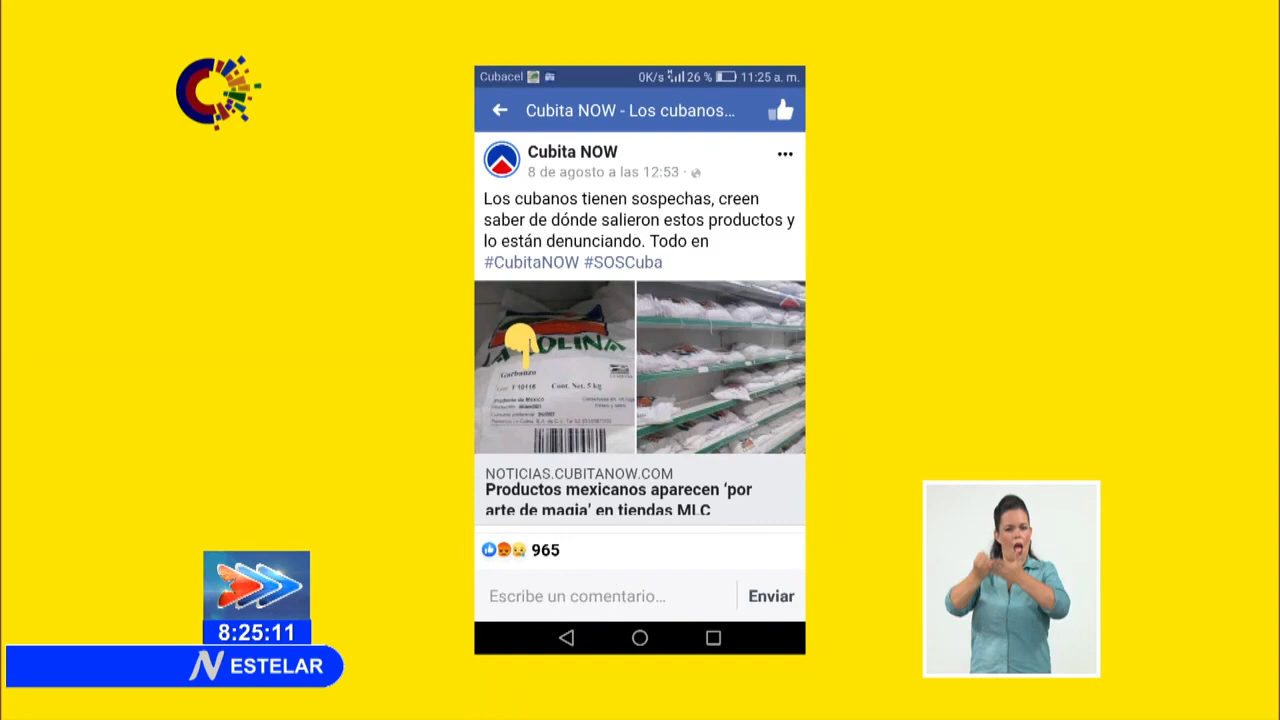 Cubacel 0K/s 26 % 11:25 a. m.
Cubita NOW - Los cubanos...
Cubita NOW
8 de agosto a las 12:53 ·
Los cubanos tienen sospechas, creen
saber de dónde salieron estos productos y
lo están denunciando. Todo en
#CubitaNOW #SOSCuba
LA COLINA
Garbanzo
Cont. Net. 5 kg
NOTICIAS.CUBITANOW.COM
Productos mexicanos aparecen ‘por
arte de magia’ en tiendas MLC
965
Escribe un comentario...
Enviar
8:25:11
N ESTELAR